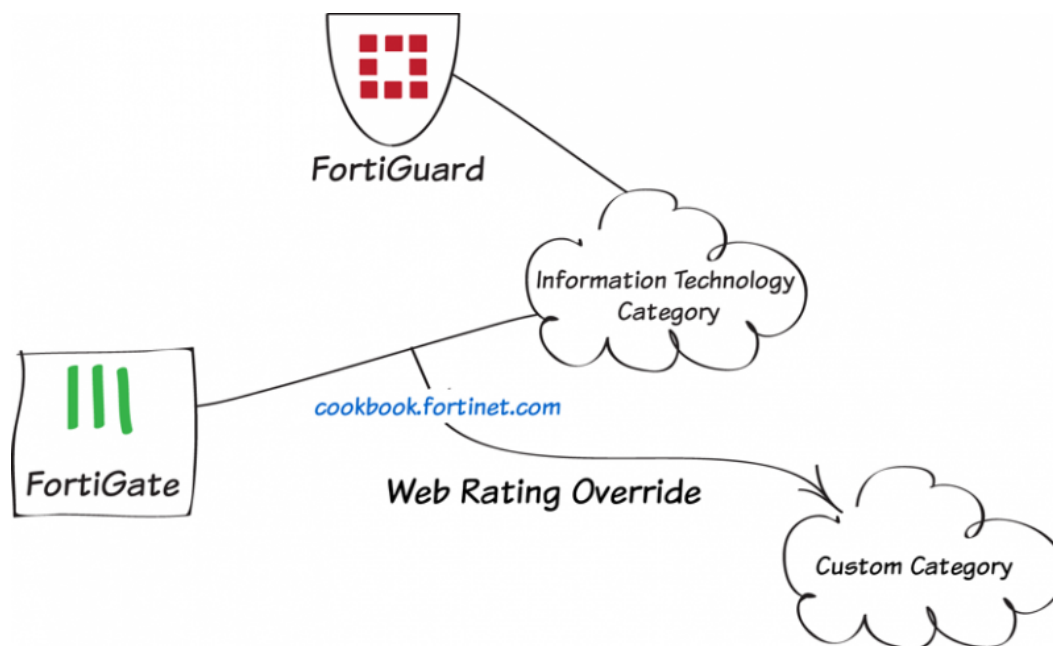 FortiGuard
Information Technology
Category
cookbook.fortinet.com
FortiGate
Web Rating Override
Custom Category